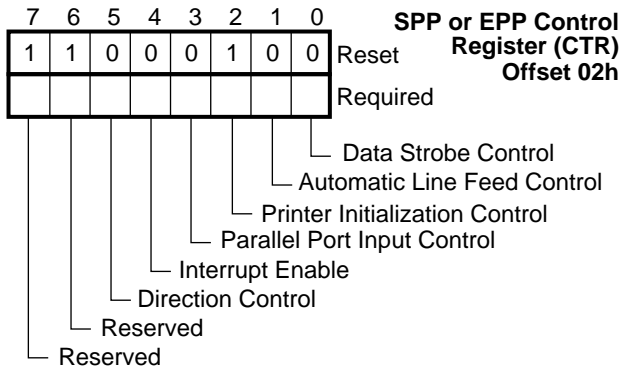 7 6 5 4 3 2 1 0
SPP or EPP Control
Register (CTR)
Offset 02h
1 1 0 0 0 1 0 0 Reset
Required
Data Strobe Control
Automatic Line Feed Control
Printer Initialization Control
Parallel Port Input Control
Interrupt Enable
Direction Control
Reserved
Reserved